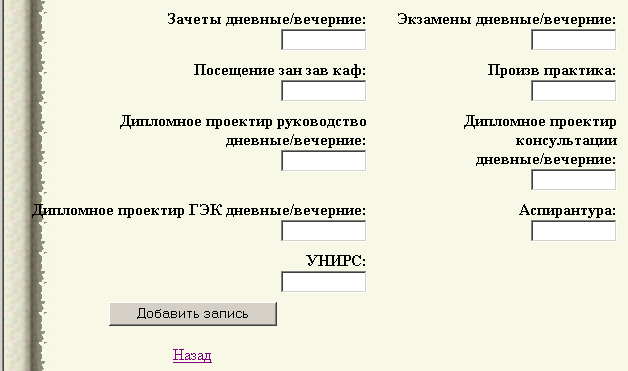 Зачеты дневные/вечерние: Экзамены дневные/вечерние:
Посещение зан зав каф: Произв практика:
Дипломное проектир руководство
дневные/вечерние:
Дипломное проектир
консультации
дневные/вечерние:
Дипломное проектир ГЭК дневные/вечерние: Аспирантура:
УНИРС:
Добавить запись
Назад